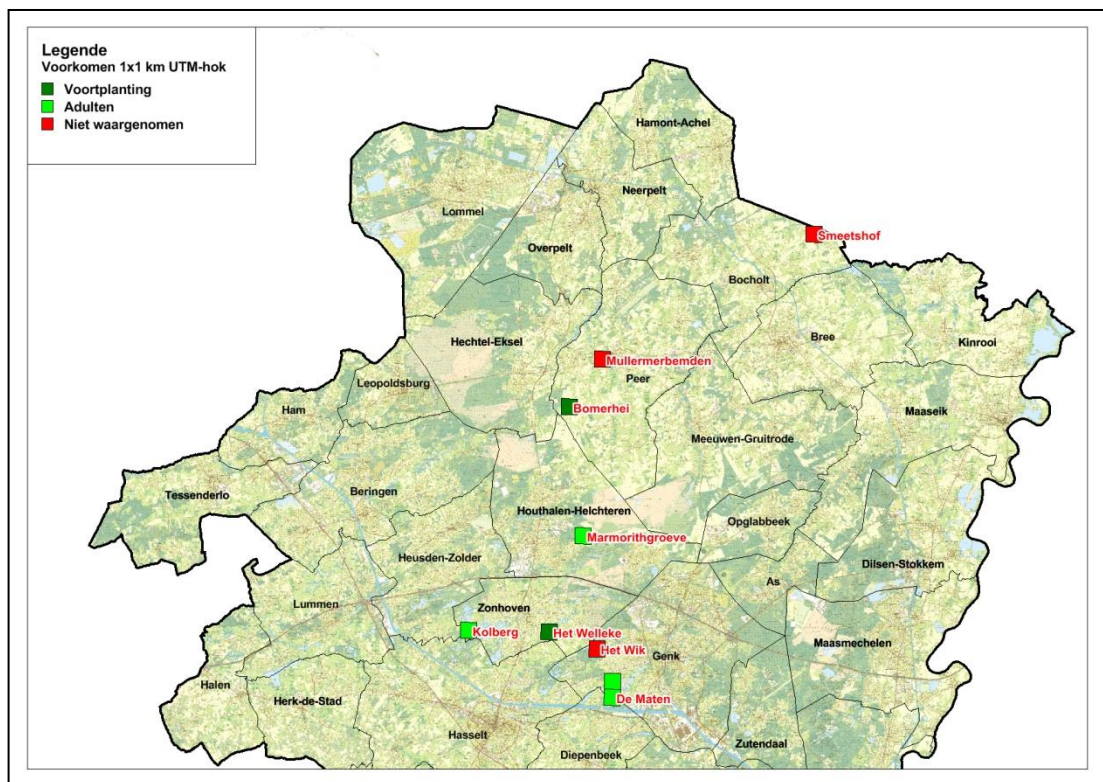 Legende
Voorkomen 1x1 km UTM-hok
Voortplanting
Adulten
Niet waargenomen
Hamont-Achel
Neerpelt
Lommel
Smeetshof
Overpelt
Bocholt
Bree
Hechtel-Eksel
Kinrooi
Mullermerbemden
Peer
Leopoldsburg
Bomerhei
Ham
Maaseik
Meeuwen-Gruitrode
Tessenderlo
Beringen
Houthalen-Helchteren
Opglabbeek
Marmorithgroeve
Heusden-Zolder
Dilsen-Stokkem
As
Lummen
Zonhoven
Kolberg
Het Welleke
Maasmechelen
Het Wik
Genk
Halen
Herk-de-Stad
De Maten
Hasselt
Zutendaal
Diepenbeek